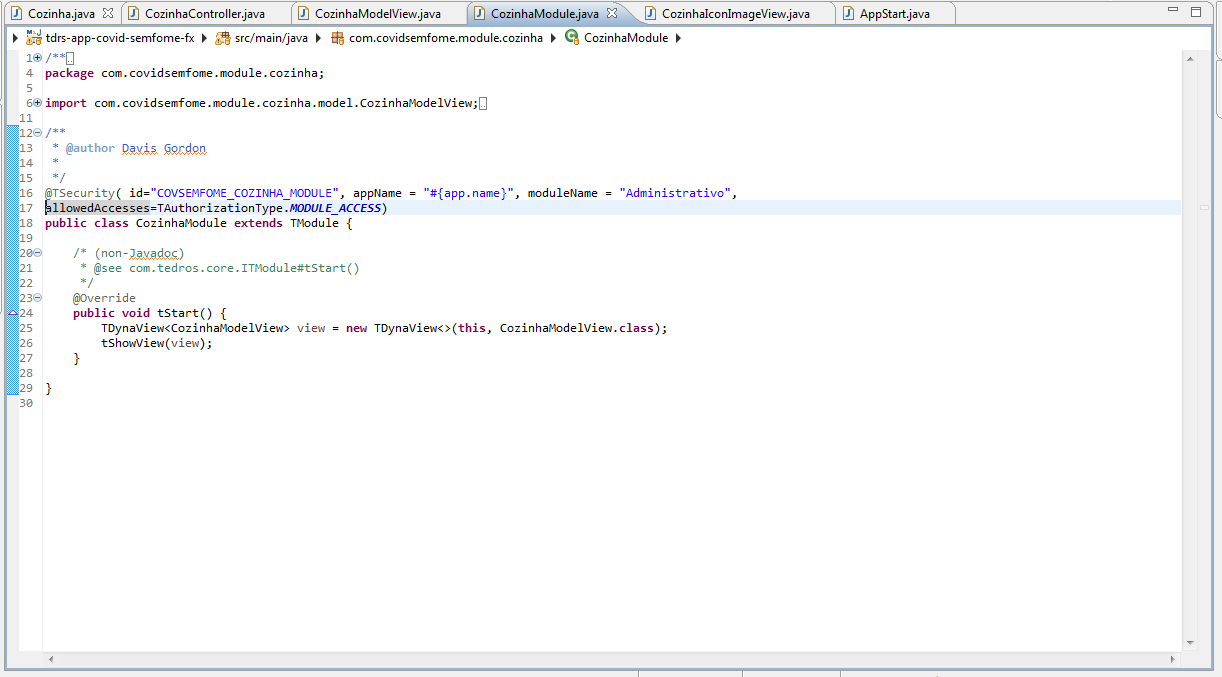 Cozinha.java CozinhaController.java CozinhaModelView.java CozinhaModule.java CozinhaIconImageView.java AppStart.java
tdrs-app-covid-semfome-fx src/main/java com.covidsemfome.module.cozinha CozinhaModule
1 /**
4 package com.covidsemfome.module.cozinha;
5
6 import com.covidsemfome.module.cozinha.model.CozinhaModelView;
11
12 /**
13  * @author Davis Gordon
14  *
15  */
16 @TSecurity( id="COVSEMFOME_COZINHA_MODULE", appName = "#{app.name}", moduleName = "Administrativo",
17 allowedAccesses=TAuthorizationType.MODULE_ACCESS)
18 public class CozinhaModule extends TModule {
19
20     /* (non-Javadoc)
21      * @see com.tedros.core.ITModule#tStart()
22      */
23     @Override
24     public void tStart() {
25         TDynaView<CozinhaModelView> view = new TDynaView<>(this, CozinhaModelView.class);
26         tShowView(view);
27     }
28
29 }
30